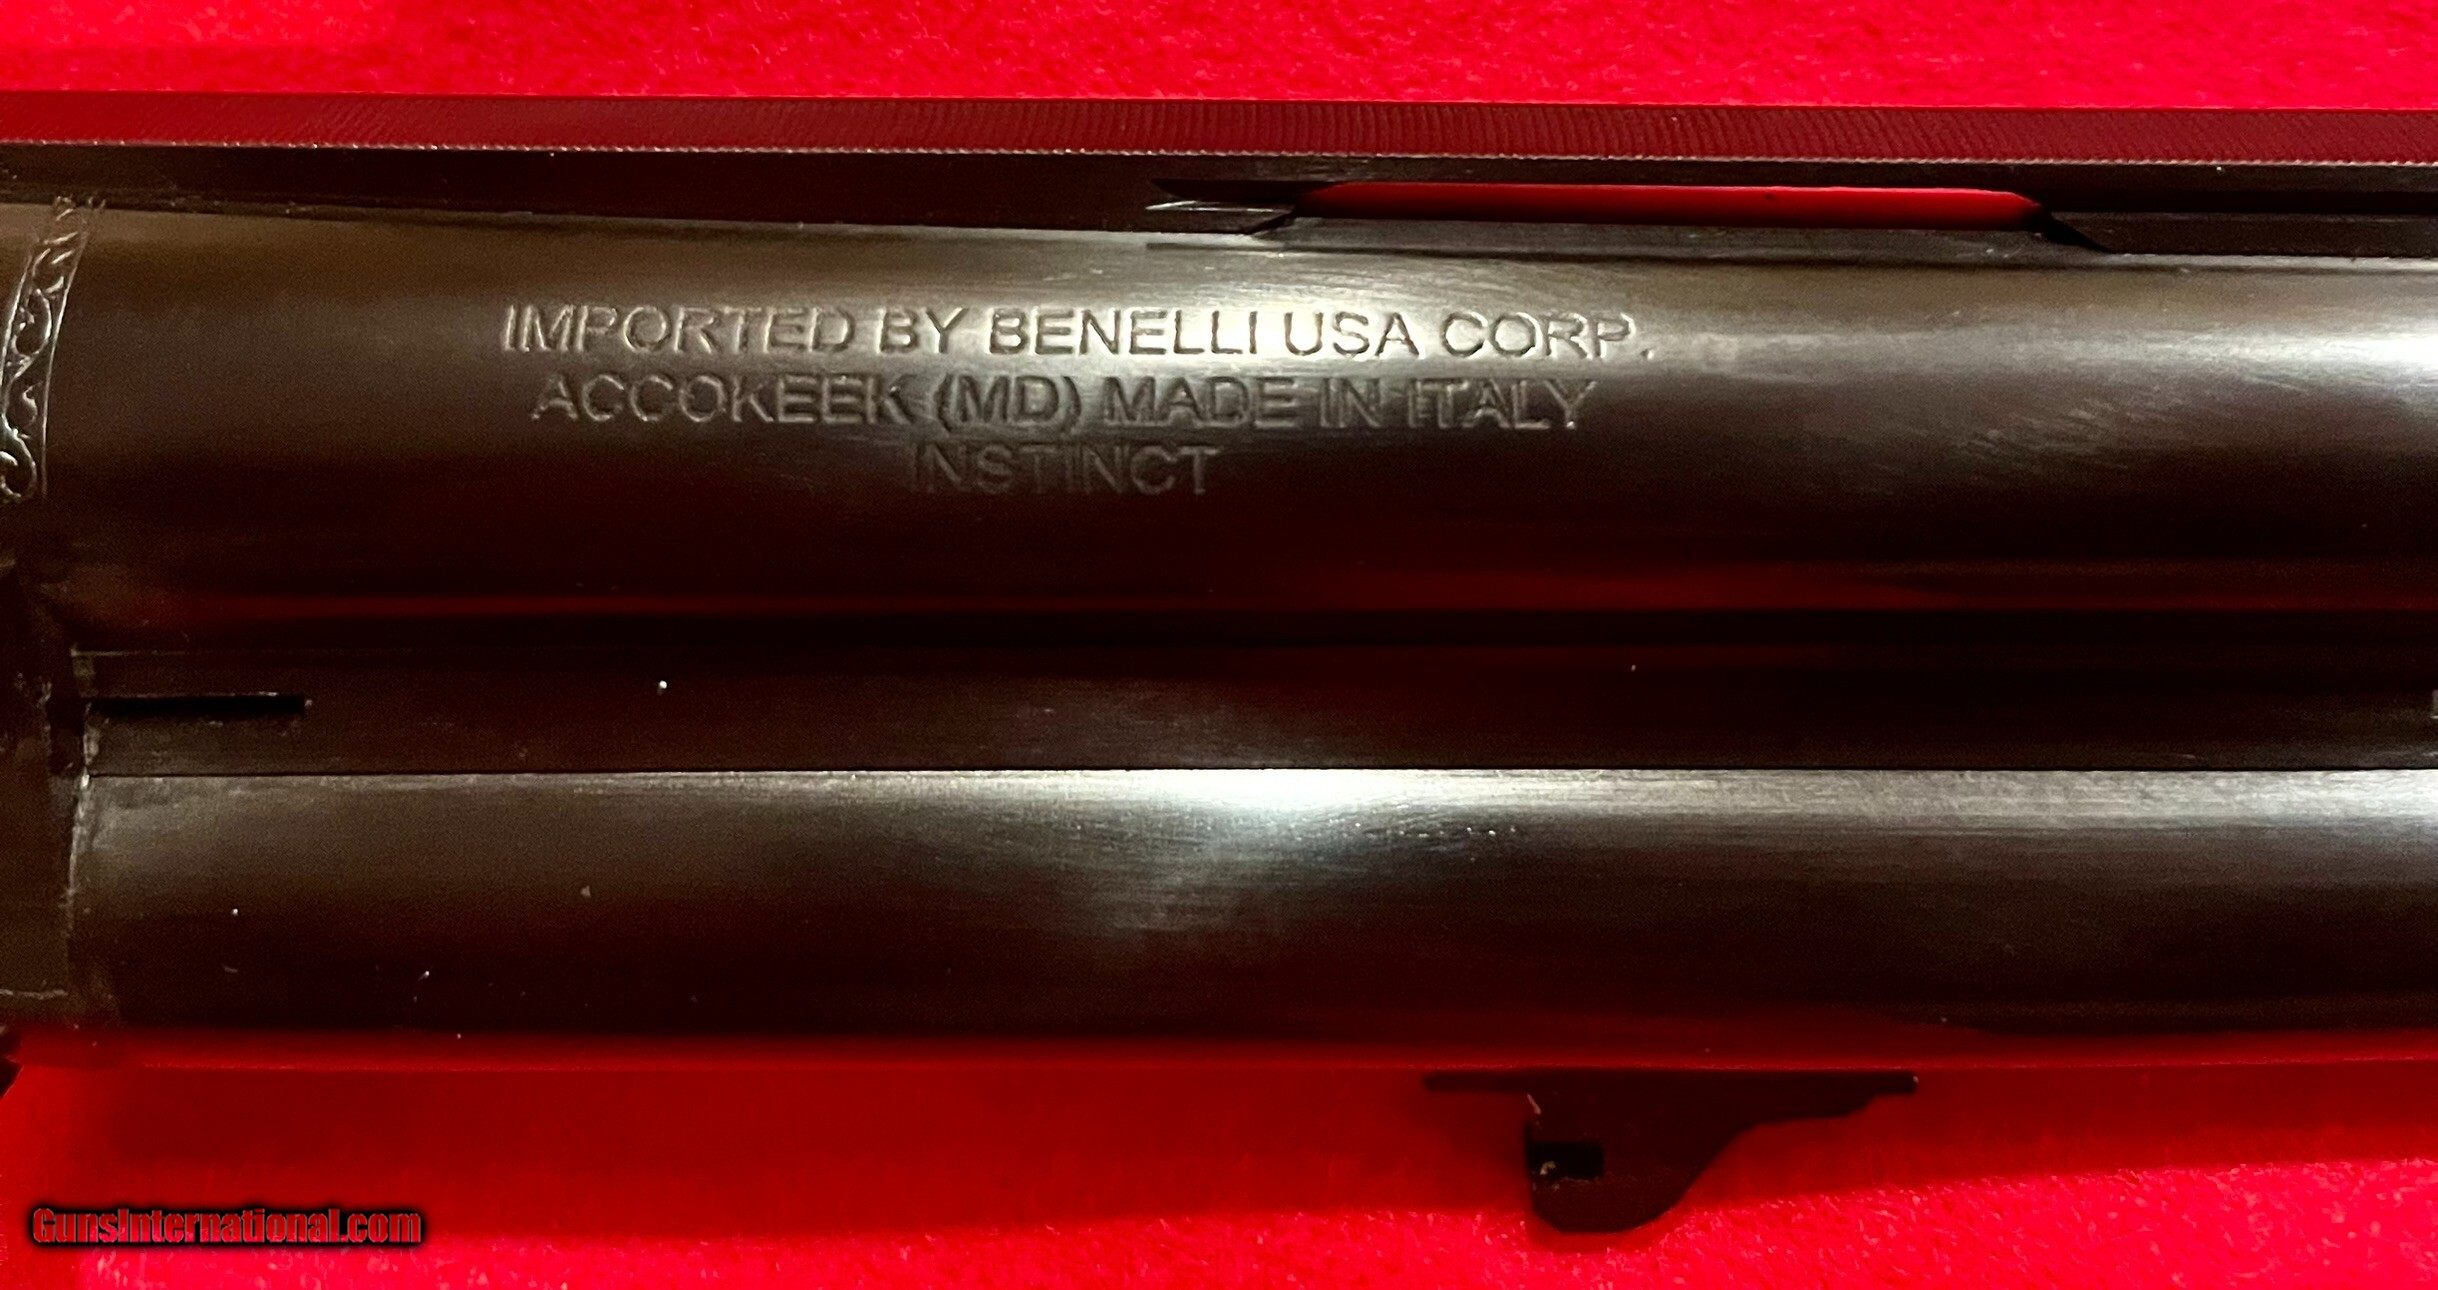 IMPORTED BY BENELLI USA CORP.
ACCOKEEK (MD) MADE IN ITALY
INSTINCT
GunsInternational.com